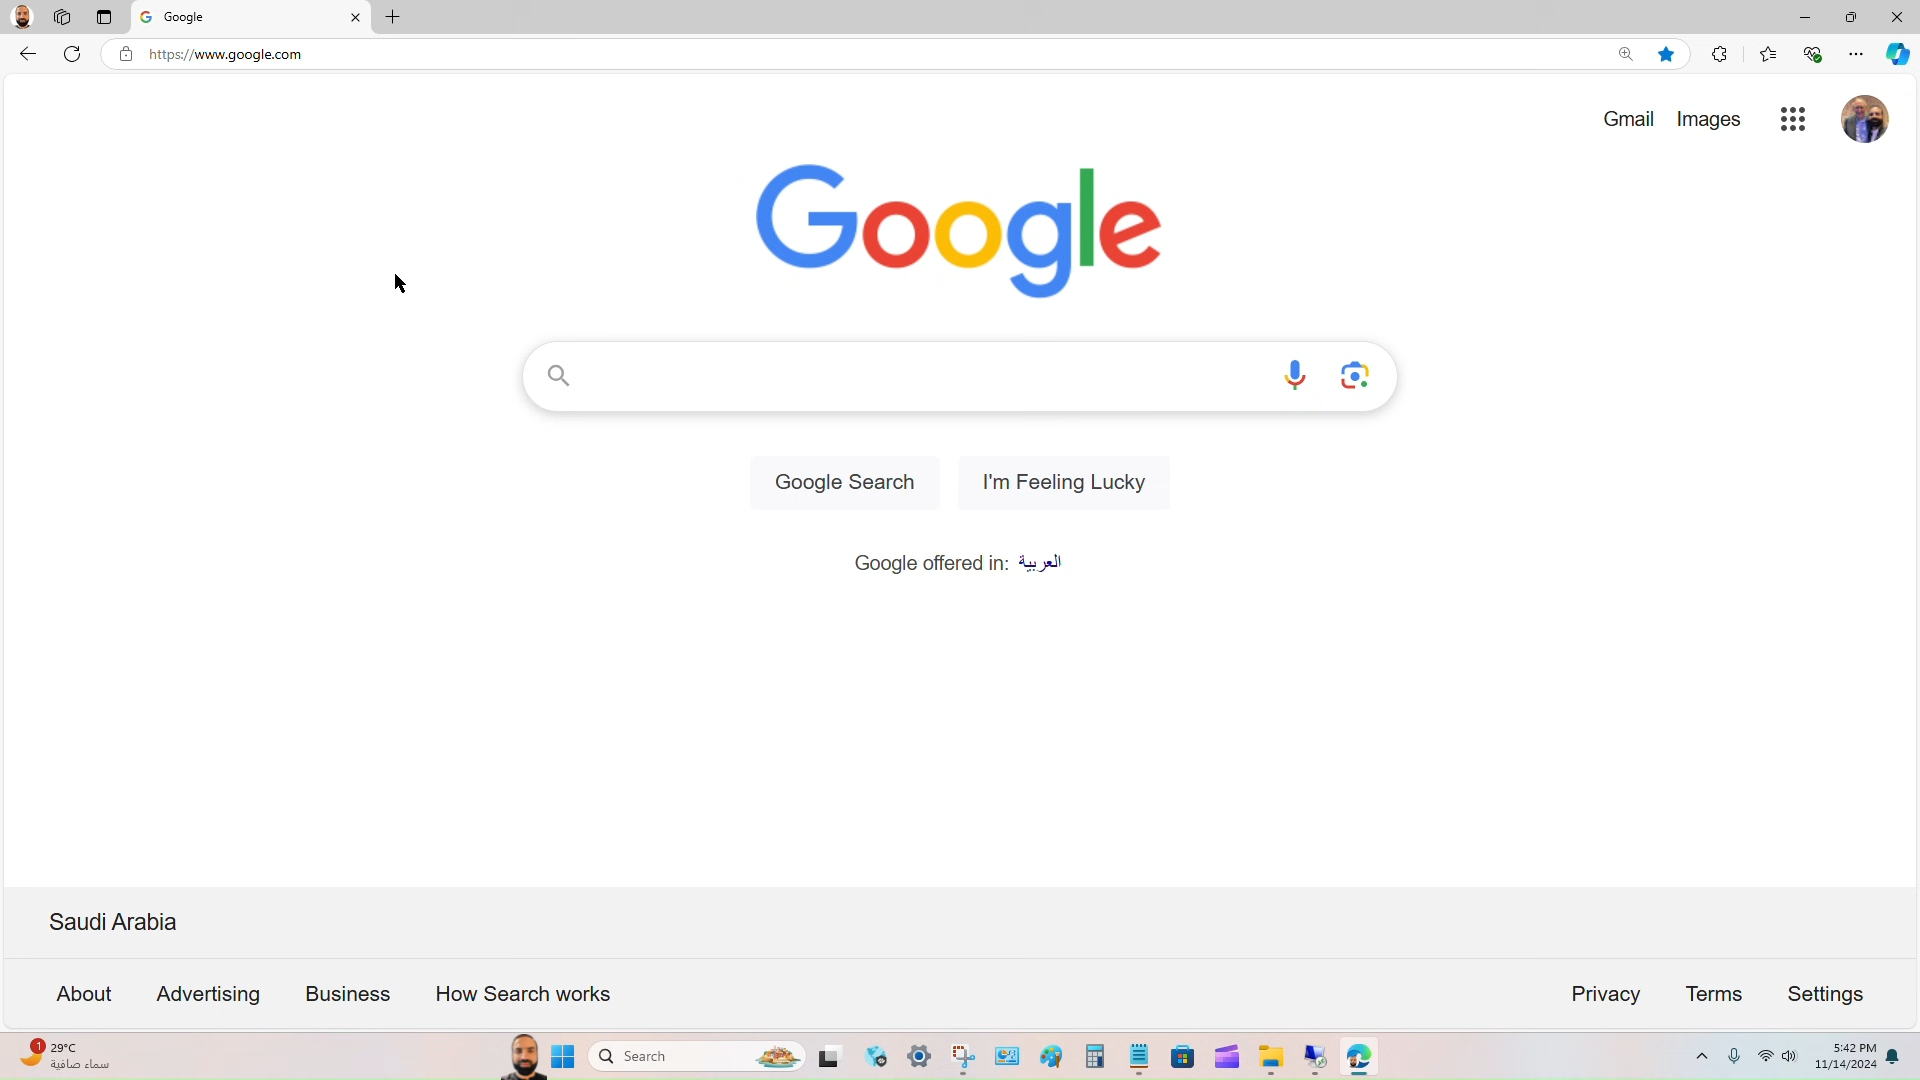 Google
https://www.google.com
Gmail Images
Google
Google Search I'm Feeling Lucky
Google offered in: العربية
Saudi Arabia
About Advertising Business How Search works Privacy Terms Settings
1 29°C
سماء صافية
Search
5:42 PM
11/14/2024